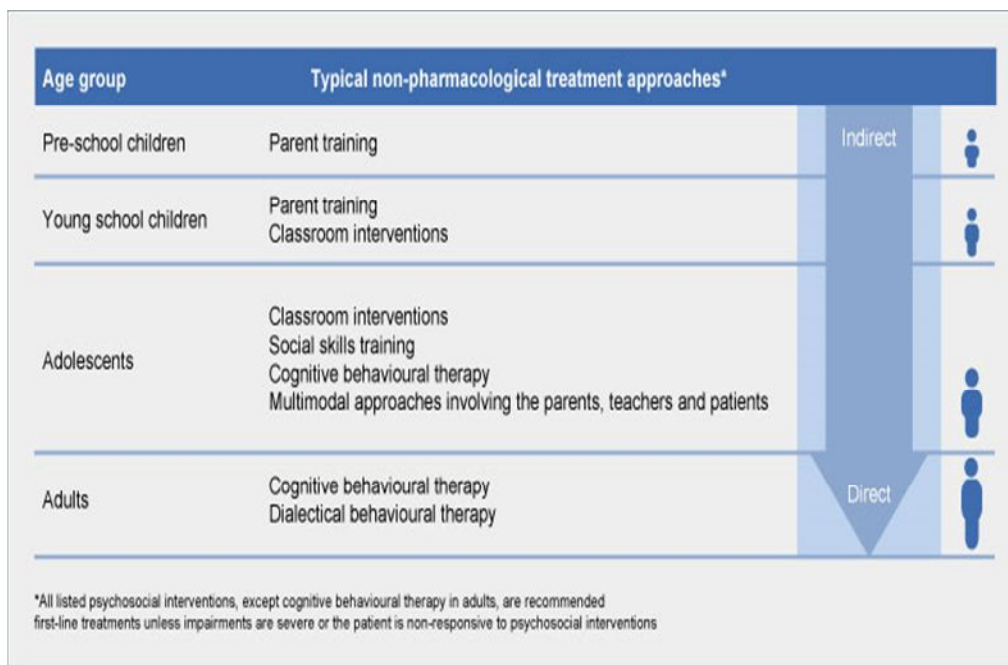 Age group Typical non-pharmacological treatment approaches*
Pre-school children Parent training Indirect
Young school children Parent training
Classroom interventions
Adolescents Classroom interventions
Social skills training
Cognitive behavioural therapy
Multimodal approaches involving the parents, teachers and patients
Adults Cognitive behavioural therapy
Dialectical behavioural therapy
Direct
*All listed psychosocial interventions, except cognitive behavioural therapy in adults, are recommended
first-line treatments unless impairments are severe or the patient is non-responsive to psychosocial interventions